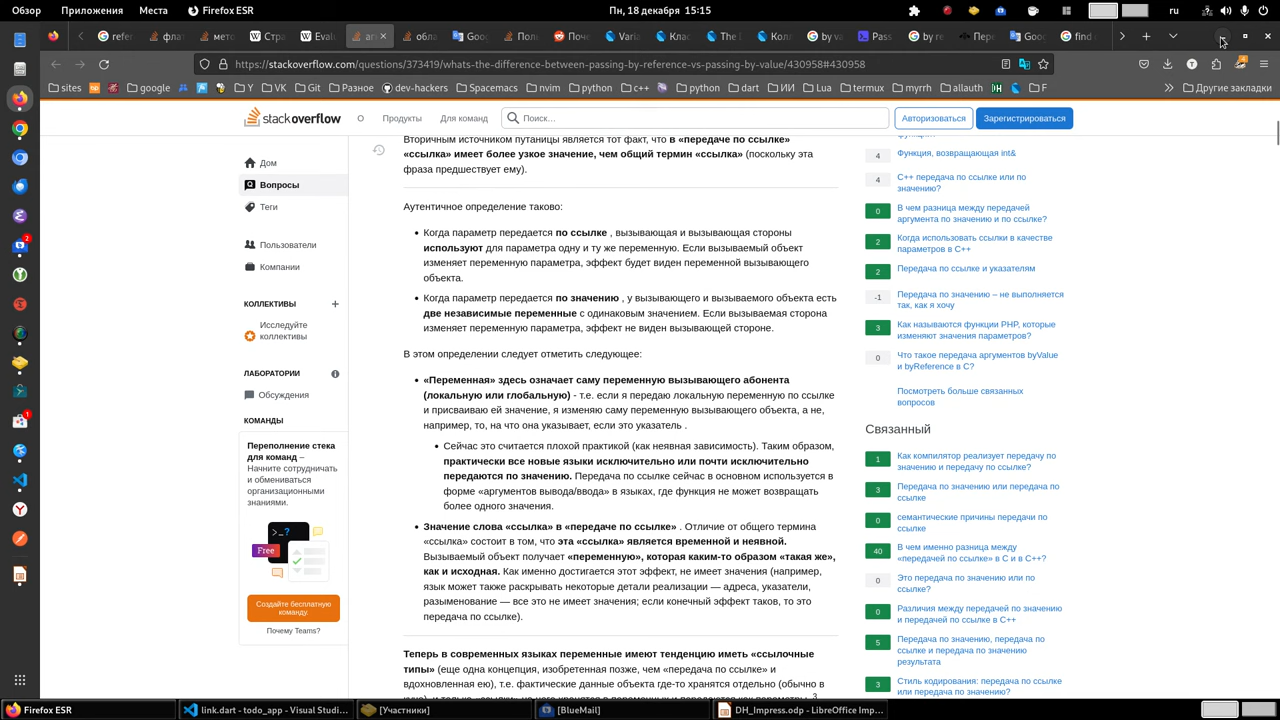 Обзор
Приложения
Места
Firefox ESR
Пн, 18 декабря 15:15
https://stackoverflow.com/questions/373419/whats-the-difference-between-passing-by-reference-vs-passing-by-value/430958#430958
sites
У
VK
Git
Разное
dev-hackers
Spacemacs
nvim
python
c++
VPS
bash
Linux
Lua
termux
myrrh
allauth
F
Другие закладки
stackoverflow
О
Продукты
Для команд
Поиск…
Авторизоваться
Зарегистрироваться
Дом
Вопросы
Теги
Пользователи
Компании
КОЛЛЕКТИВЫ
Исследуйте
коллективы
ЛАБОРАТОРИИ
Обсуждения
КОМАНДЫ
Переполнение стека
для команд –
Начните сотрудничать
и обмениваться
организационными
знаниями.
Free
Создайте бесплатную
команду.
Почему Teams?
Вторичным источником путаницы является тот факт, что в «передаче по ссылке»
«ссылка» имеет более узкое значение, чем общий термин «ссылка» (поскольку эта
фраза предшествует ему).
Аутентичное определение таково:
Когда параметр передается по ссылке , вызывающая и вызываемая стороны
используют для параметра одну и ту же переменную. Если вызываемый объект
изменяет переменную параметра, эффект будет виден переменной вызывающего
объекта.
Когда параметр передается по значению , у вызывающего и вызываемого объекта есть
две независимые переменные с одинаковым значением. Если вызываемая сторона
изменяет переменную параметра, эффект не виден вызывающей стороне.
В этом определении следует отметить следующее:
«Переменная» здесь означает саму переменную вызывающего абонента
(локальную или глобальную) - т.е. если я передаю локальную переменную по ссылке
и присваиваю ей значение, я изменяю саму переменную вызывающего объекта, а не,
например, то, на что она указывает, если это указатель .
Сейчас это считается плохой практикой (как неявная зависимость). Таким образом,
практически все новые языки исключительно или почти исключительно
передаются по значению. Передача по ссылке сейчас в основном используется в
форме «аргументов вывода/ввода» в языках, где функция не может возвращать
более одного значения.
Значение слова «ссылка» в «передаче по ссылке» . Отличие от общего термина
«ссылка» состоит в том, что эта «ссылка» является временной и неявной.
Вызываемый объект получает «переменную», которая каким-то образом «такая же»,
как и исходная. Как конкретно достигается этот эффект, не имеет значения (например,
язык может также раскрывать некоторые детали реализации — адреса, указатели,
разыменование — все это не имеет значения; если конечный эффект таков, то это
передача по ссылке).
Теперь в современных языках переменные имеют тенденцию иметь «ссылочные
типы» (еще одна концепция, изобретенная позже, чем «передача по ссылке» и
вдохновленная ею), т.е. фактические данные объекта где-то хранятся отдельно (обычно в
4 Функция, возвращающая int&
4 C++ передача по ссылке или по
значению?
0 В чем разница между передачей
аргумента по значению и по ссылке?
2 Когда использовать ссылки в качестве
параметров в C++
2 Передача по ссылке и указателям
-1 Передача по значению – не выполняется
так, как я хочу
3 Как называются функции PHP, которые
изменяют значения параметров?
0 Что такое передача аргументов byValue
и byReference в C?
Посмотреть больше связанных
вопросов
Связанный
1 Как компилятор реализует передачу по
значению и передачу по ссылке?
3 Передача по значению или передача по
ссылке
0 семантические причины передачи по
ссылке
40 В чем именно разница между
«передачей по ссылке» в C и в C++?
0 Это передача по значению или по
ссылке?
0 Различия между передачей по значению
и передачей по ссылке в C++
5 Передача по значению, передача по
ссылке и передача по значению
результата
3 Стиль кодирования: передача по ссылке
или передача по значению?
Firefox ESR
link.dart - todo_app - Visual Studi…
[Участники]
[BlueMail]
DH_Impress.odp - LibreOffice Imp…